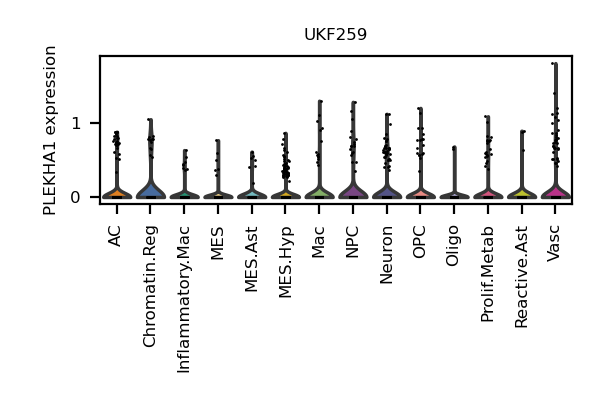 UKF259
PLEKHA1 expression
1
0
AC
Chromatin.Reg
Inflammatory.Mac
MES
MES.Ast
MES.Hyp
Mac
NPC
Neuron
OPC
Oligo
Prolif.Metab
Reactive.Ast
Vasc